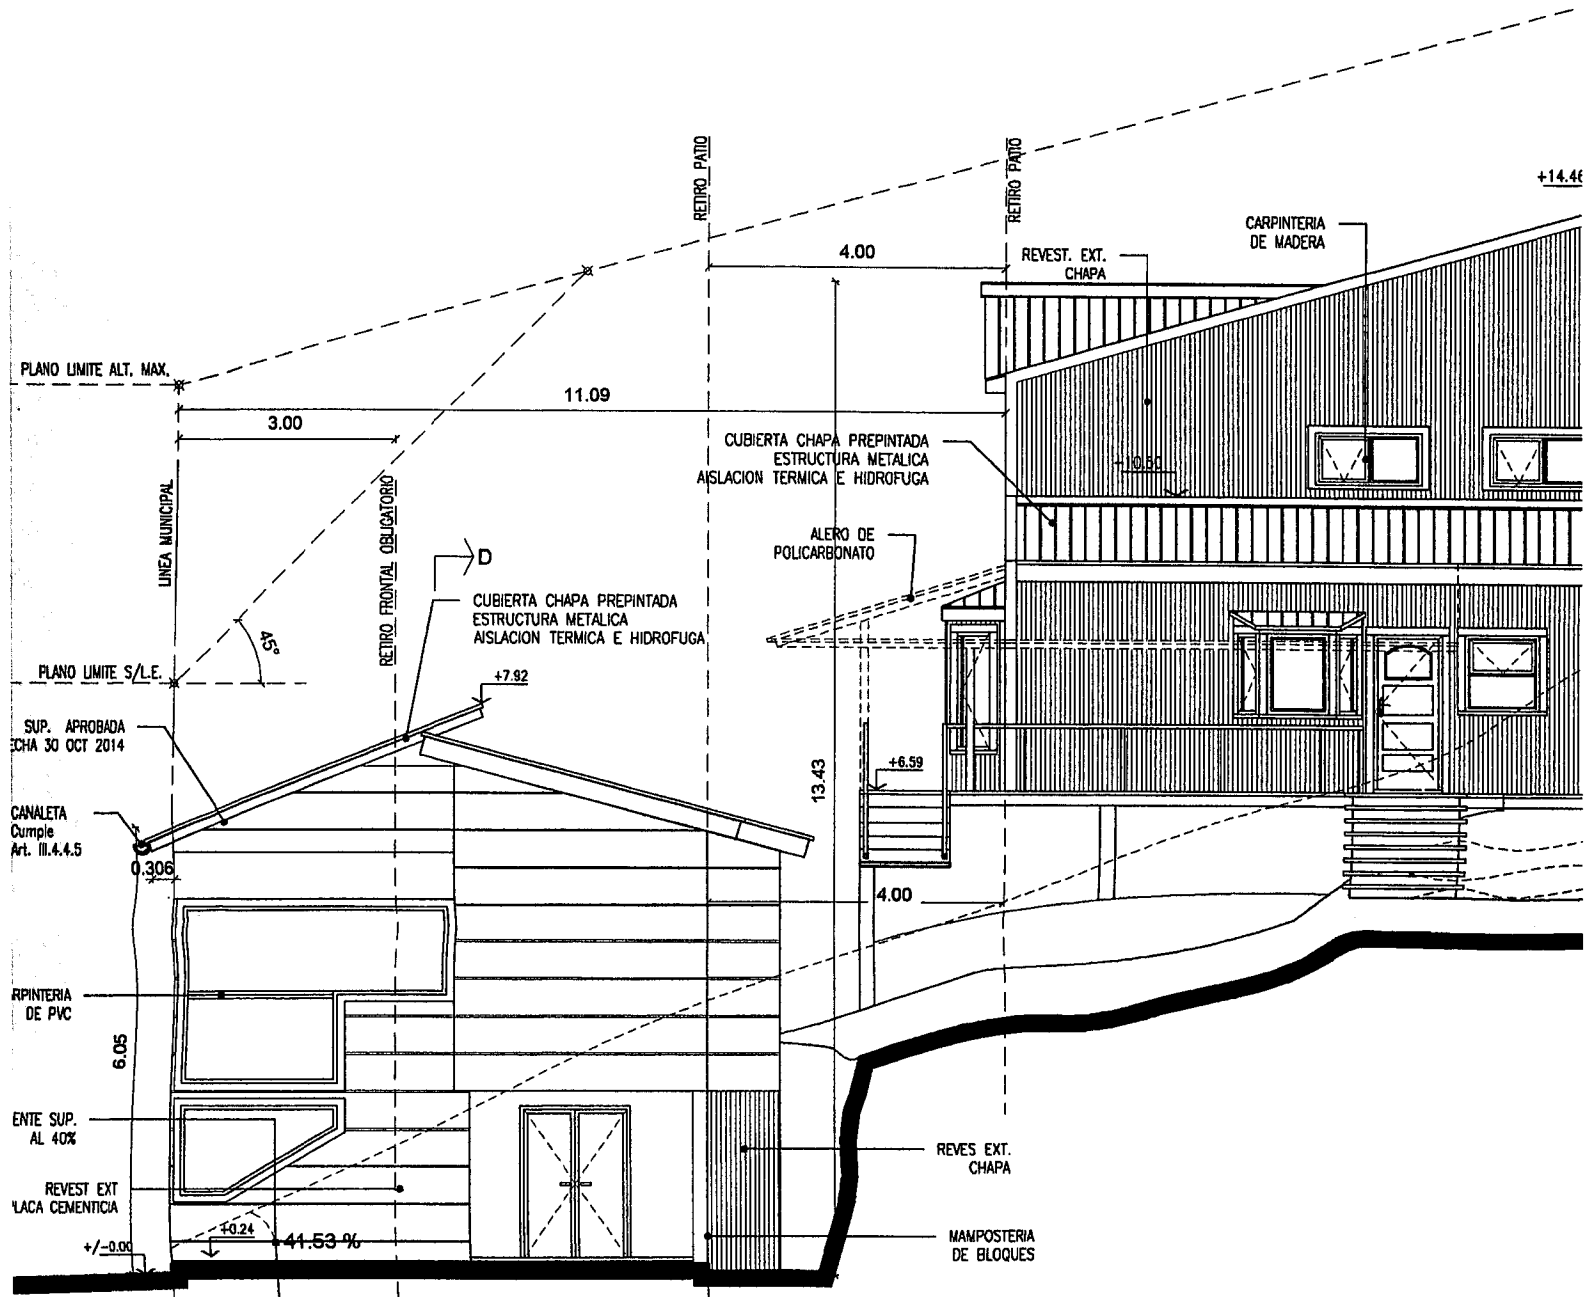 RETIRO PATIO
RETIRO PATIO
+14.46
CARPINTERIA
DE MADERA
4.00
REVEST. EXT.
CHAPA
PLANO LIMITE ALT. MAX.
11.09
3.00
CUBIERTA CHAPA PREPINTADA
ESTRUCTURA METALICA
AISLACION TERMICA E HIDROFUGA
+10.50
LINEA MUNICIPAL
RETIRO FRONTAL OBLIGATORIO
ALERO DE
POLICARBONATO
D
CUBIERTA CHAPA PREPINTADA
ESTRUCTURA METALICA
AISLACION TERMICA E HIDROFUGA
45°
PLANO LIMITE S/L.E.
+7.92
SUP. APROBADA
ECHA 30 OCT 2014
13.43
+6.59
CANALETA
Cumple
Art. III.4.4.5
0.306
4.00
RPINTERIA
DE PVC
6.05
ENTE SUP.
AL 40%
REVES EXT.
CHAPA
REVEST EXT
LACA CEMENTICIA
+0.24
41.53 %
+/-0.00
MAMPOSTERIA
DE BLOQUES